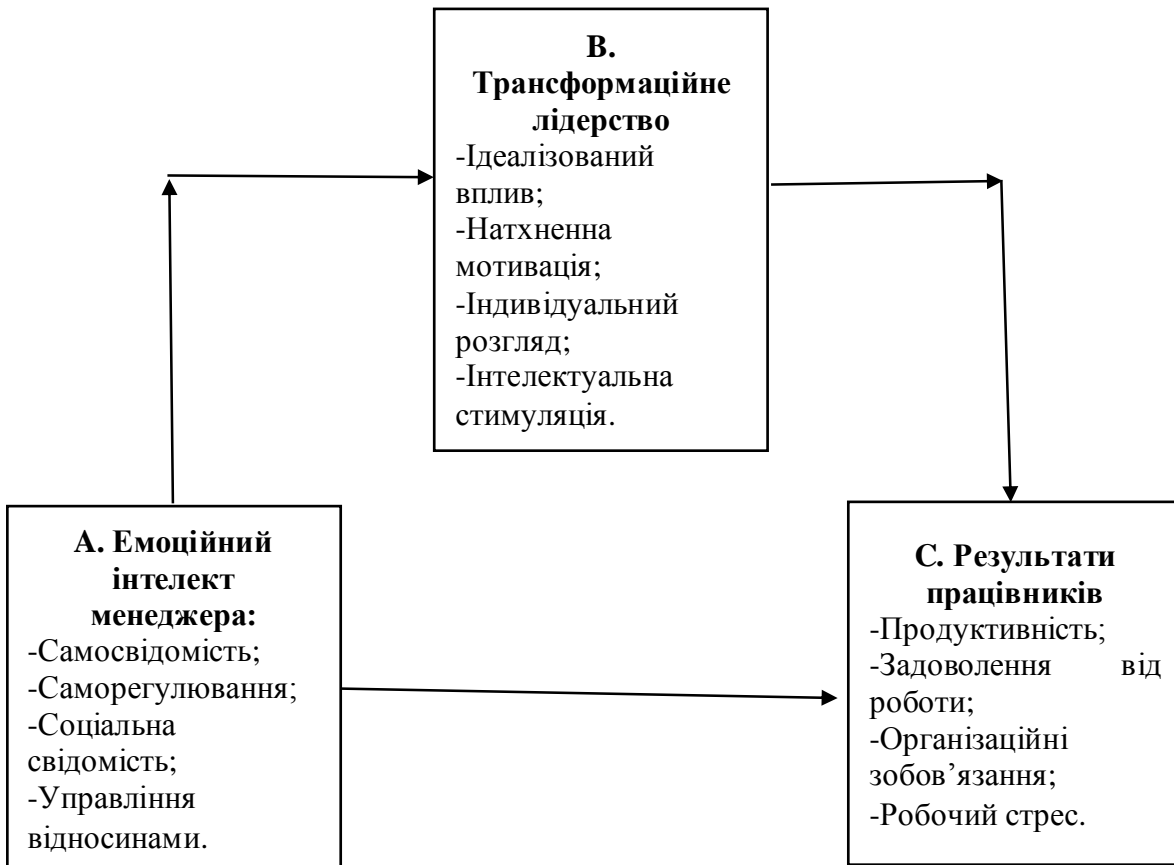 В.
Трансформаційне
лідерство
-Ідеалізований
вплив;
-Натхненна
мотивація;
-Індивідуальний
розгляд;
-Інтелектуальна
стимуляція.
А. Емоційний
інтелект
менеджера:
-Самосвідомість;
-Саморегулювання;
-Соціальна
свідомість;
-Управління
відносинами.
С. Результати
працівників
-Продуктивність;
-Задоволення від
роботи;
-Організаційні
зобов’язання;
-Робочий стрес.